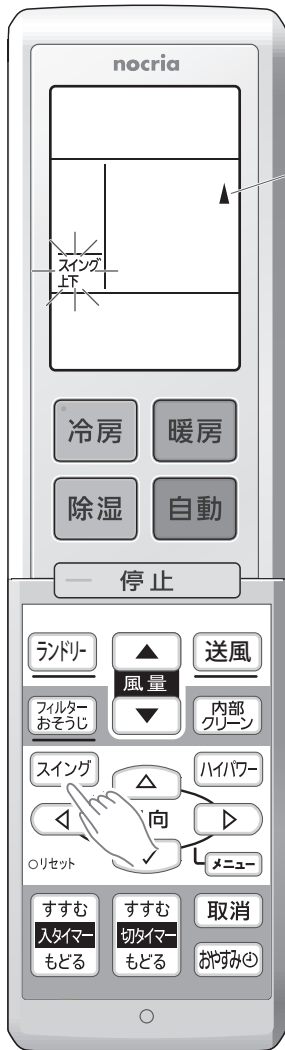 nocria
スイング
上下
冷房
暖房
除湿
自動
停止
ランドリー
風量
送風
フィルター
おそうじ
内部
クリーン
スイング
ハイパワー
向
リセット
メニュー
すすむ
入タイマー
もどる
すすむ
切タイマー
もどる
取消
おやすみ